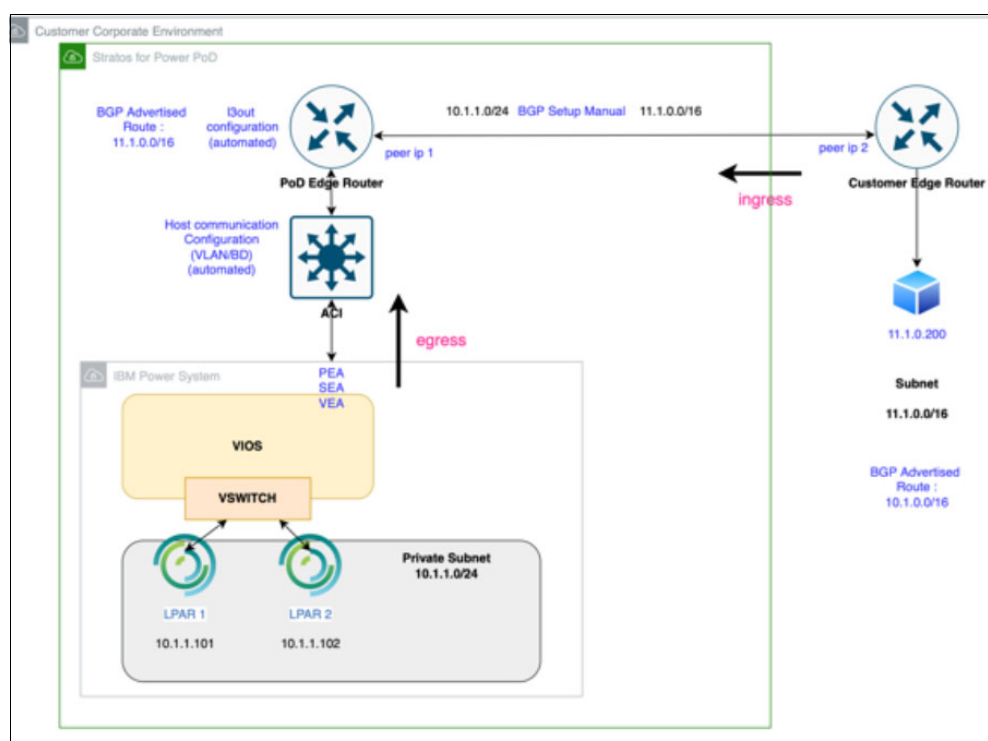 Customer Corporate Environment
Stratos for Power PoD
BGP Advertised
Route :
11.1.0.0/16
l3out
configuration
(automated)
10.1.1.0/24 BGP Setup Manual 11.1.0.0/16
peer ip 1
peer ip 2
PoD Edge Router
Customer Edge Router
ingress
Host communication
Configuration
(VLAN/BD)
(automated)
ACI
egress
11.1.0.200
Subnet
11.1.0.0/16
BGP Advertised
Route :
10.1.0.0/16
IBM Power System
PEA
SEA
VEA
VIOS
VSWITCH
Private Subnet
10.1.1.0/24
LPAR 1
LPAR 2
10.1.1.101
10.1.1.102